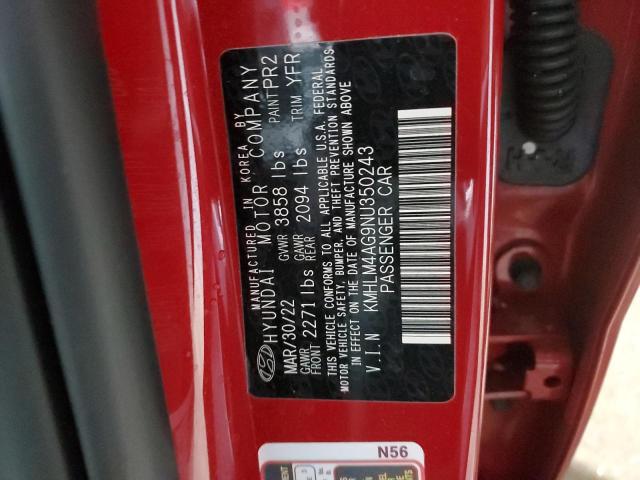 MANUFACTURED IN KOREA BY
HYUNDAI MOTOR COMPANY
MAR/30/22 GVWR 3858 lbs PAINT PR2
GAWR FRONT 2271 lbs GAWR REAR 2094 lbs TRIM YFR
THIS VEHICLE CONFORMS TO ALL APPLICABLE U.S.A. FEDERAL
MOTOR VEHICLE SAFETY, BUMPER, AND THEFT PREVENTION STANDARDS
IN EFFECT ON THE DATE OF MANUFACTURE SHOWN ABOVE
V.I.N KMHLM4AG9NU350243
PASSENGER CAR
N56